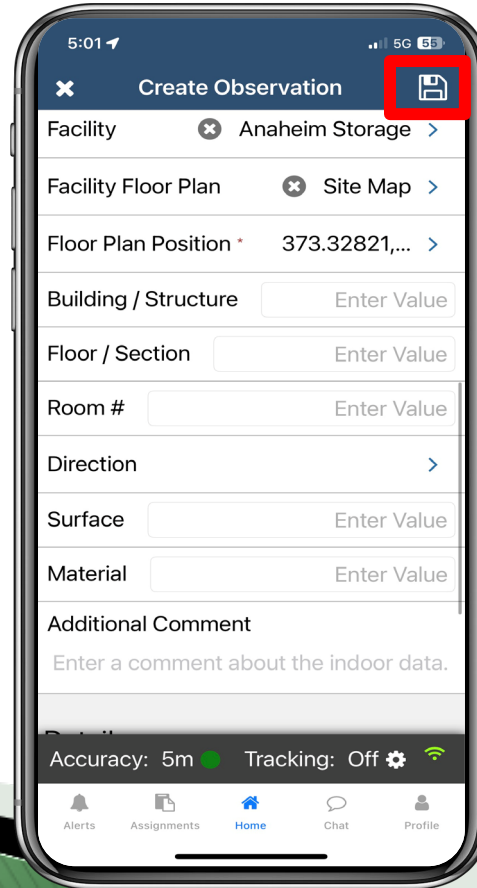 5:01 5G 55
Create Observation
Facility Anaheim Storage
Facility Floor Plan Site Map
Floor Plan Position * 373.32821,...
Building / Structure Enter Value
Floor / Section Enter Value
Room # Enter Value
Direction
Surface Enter Value
Material Enter Value
Additional Comment
Enter a comment about the indoor data.
Accuracy: 5m Tracking: Off
Alerts Assignments Home Chat Profile